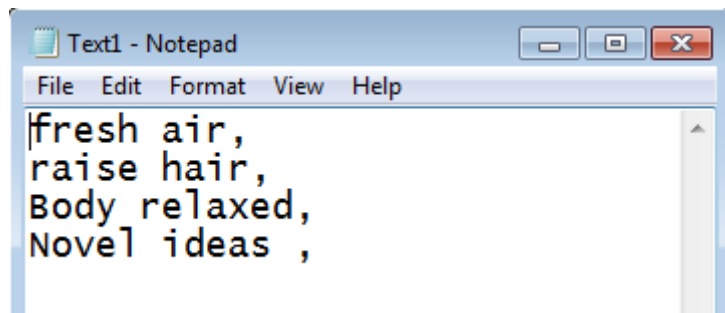 Text1 - Notepad
File Edit Format View Help
fresh air,
raise hair,
Body relaxed,
Novel ideas ,